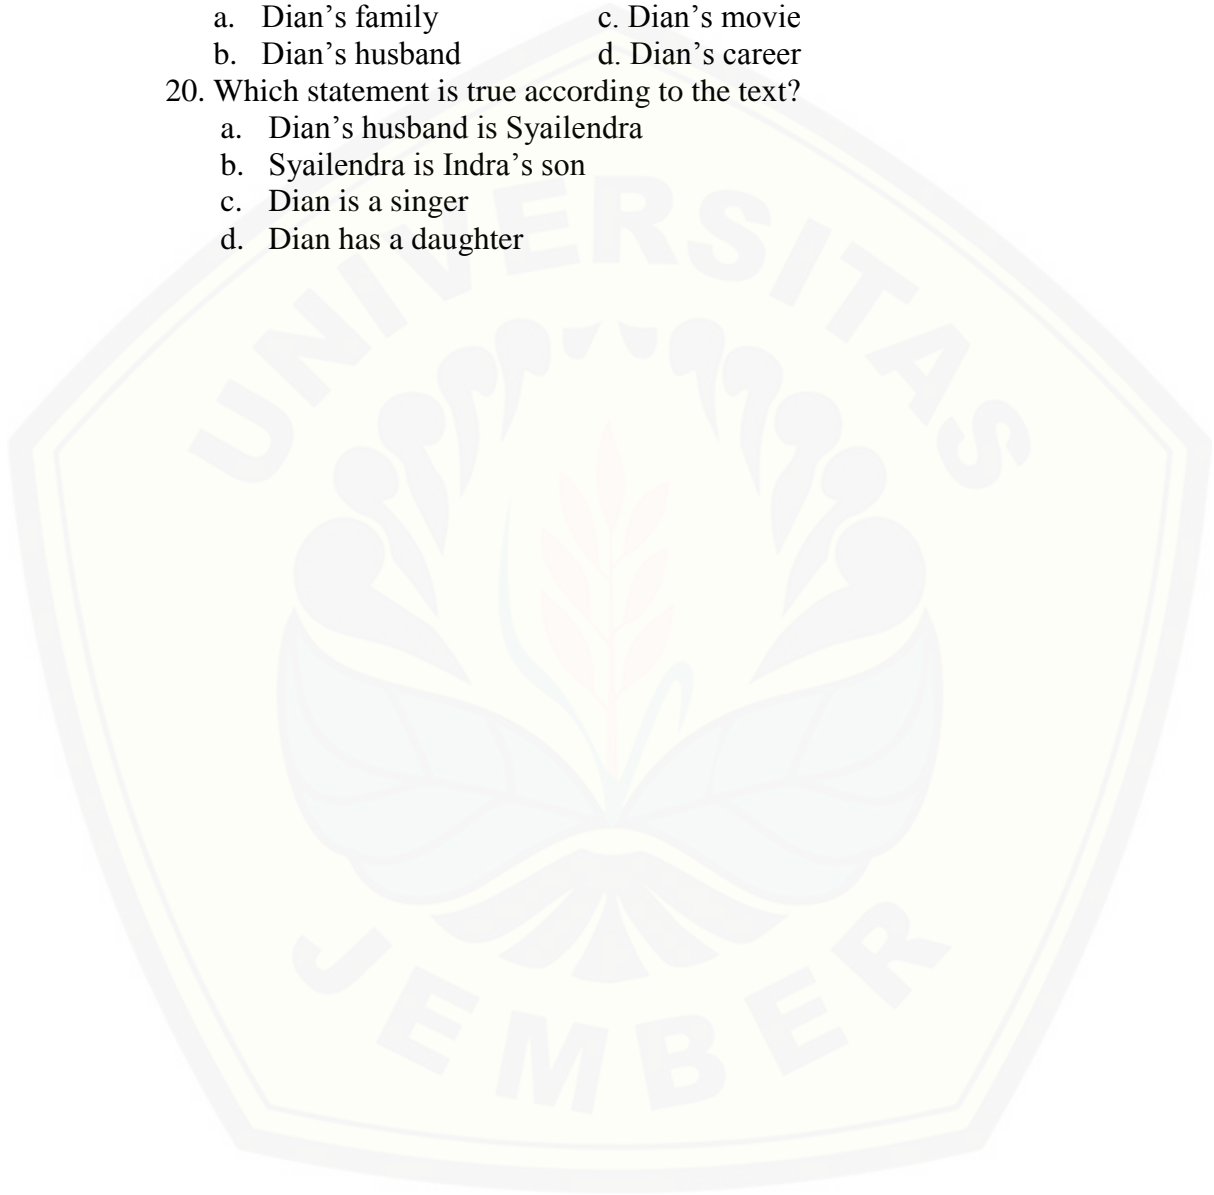 a. Dian’s family c. Dian’s movie
b. Dian’s husband d. Dian’s career
20. Which statement is true according to the text?
a. Dian’s husband is Syailendra
b. Syailendra is Indra’s son
c. Dian is a singer
d. Dian has a daughter
UNIVERSITAS
JEMBER